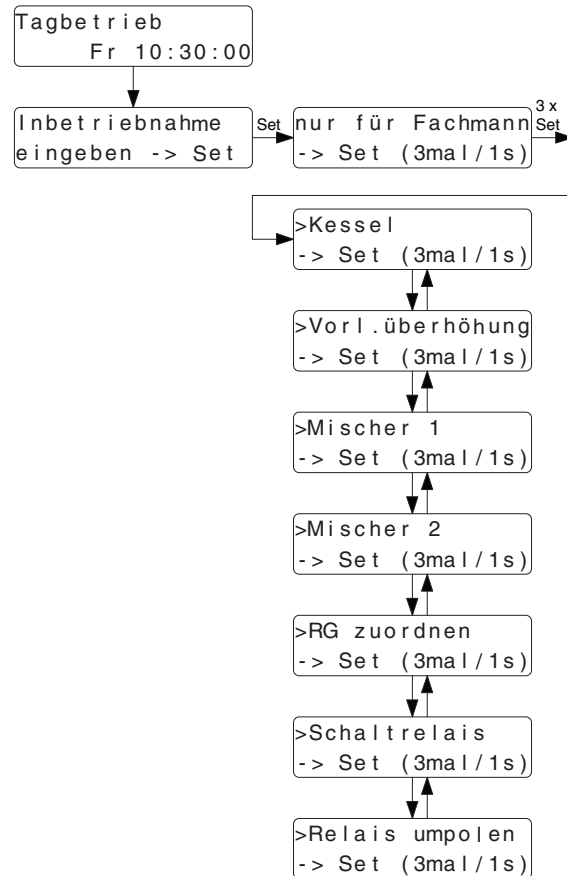 Tagbetrieb
Fr 10:30:00
Inbetriebnahme
eingeben -> Set
Set
nur für Fachmann
-> Set (3mal/1s)
3 x
Set
>Kessel
-> Set (3mal/1s)
>Vorl.überhöhung
-> Set (3mal/1s)
>Mischer 1
-> Set (3mal/1s)
>Mischer 2
-> Set (3mal/1s)
>RG zuordnen
-> Set (3mal/1s)
>Schaltrelais
-> Set (3mal/1s)
>Relais umpolen
-> Set (3mal/1s)